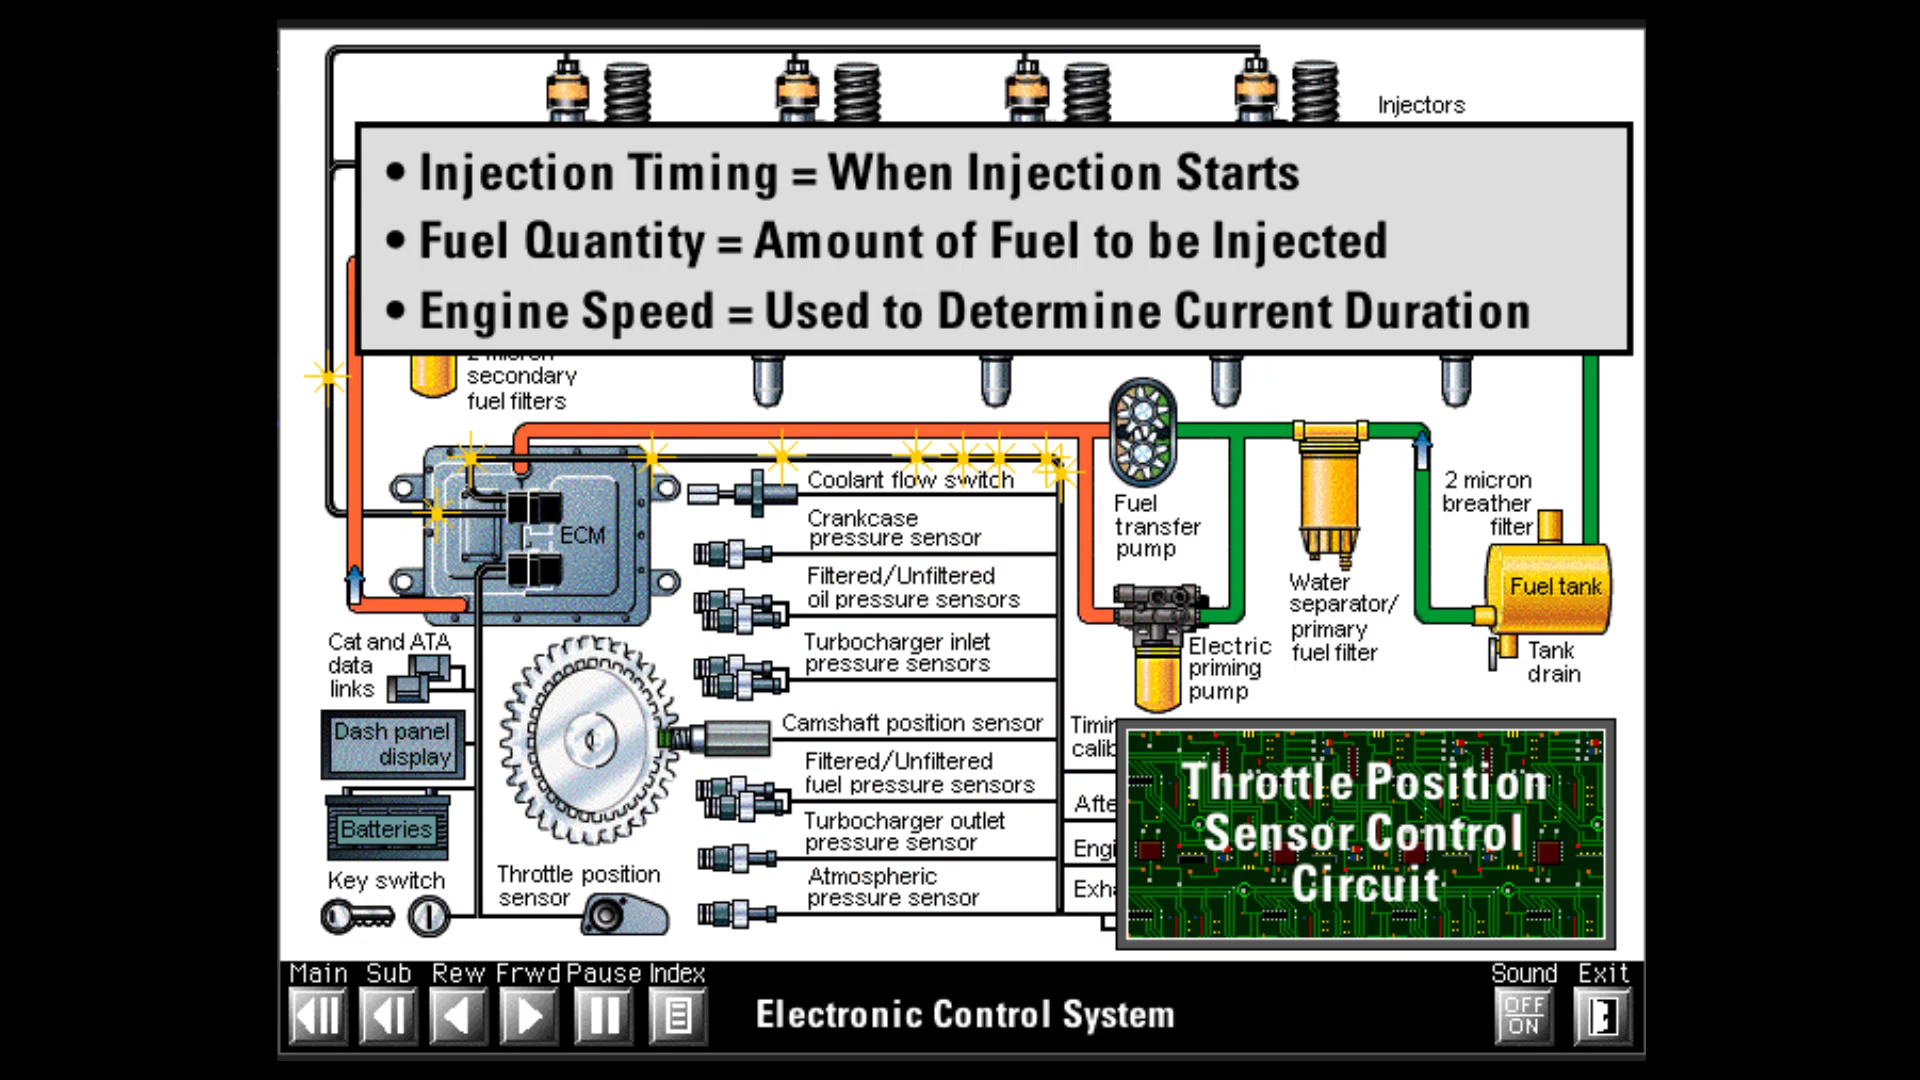 Injectors
• Injection Timing = When Injection Starts
• Fuel Quantity = Amount of Fuel to be Injected
• Engine Speed = Used to Determine Current Duration
2 micron
secondary
fuel filters
ECM
Coolant flow switch
Crankcase
pressure sensor
Filtered/Unfiltered
oil pressure sensors
Turbocharger inlet
pressure sensors
Camshaft position sensor
Filtered/Unfiltered
fuel pressure sensors
Turbocharger outlet
pressure sensor
Atmospheric
pressure sensor
Fuel
transfer
pump
Electric
priming
pump
Water
separator/
primary
fuel filter
2 micron
breather
filter
Fuel tank
Tank
drain
Cat and ATA
data
links
Dash panel
display
Batteries
Key switch
Throttle position
sensor
Throttle Position
Sensor Control
Circuit
Main Sub Rew Frwd Pause Index
Electronic Control System
Sound Exit
OFF
ON